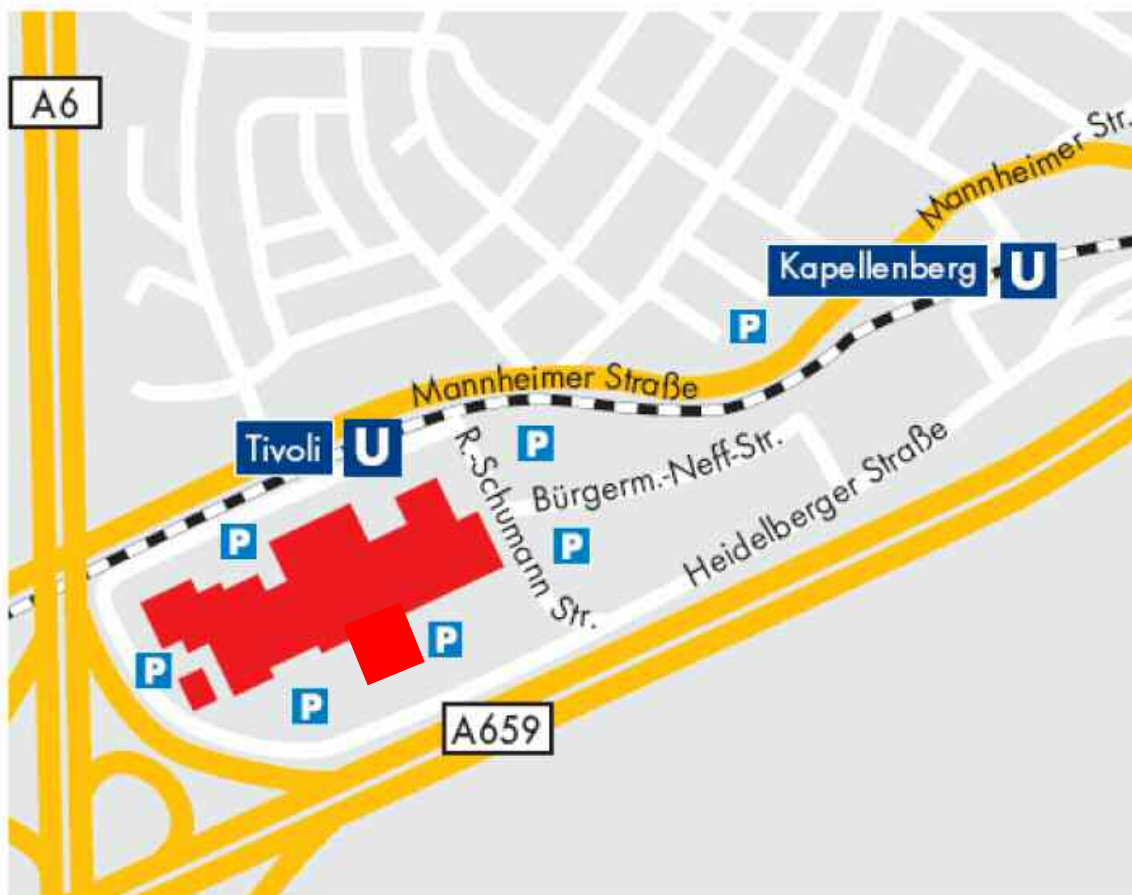 A6
Mannheimer Str.
Kapellenberg U
P
Mannheimer Straße
Tivoli U
R.-Schumann Str.
P
Bürgerm.-Neff-Str.
P
P
Heidelberger Straße
P
P
P
A659